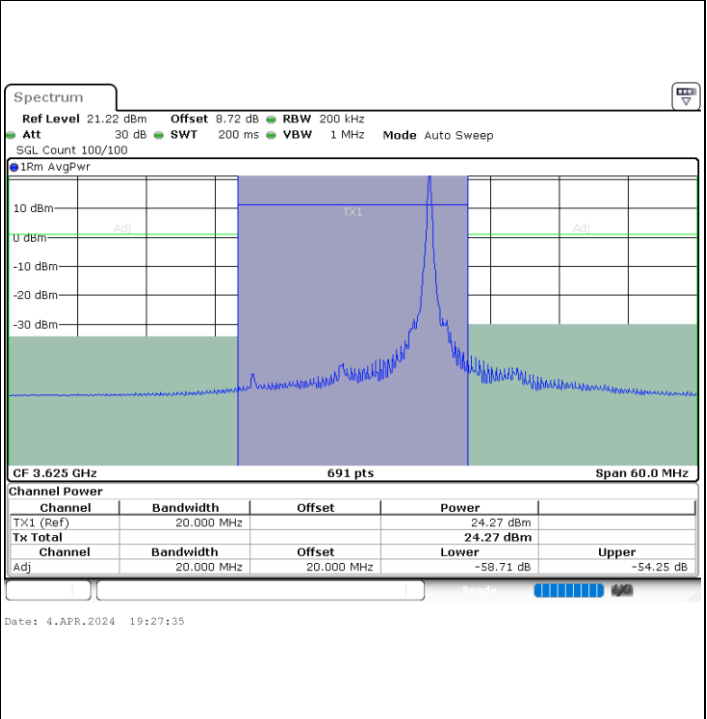 Spectrum
Ref Level 21.22 dBm Offset 8.72 dB RBW 200 kHz
Att 30 dB SWT 200 ms VBW 1 MHz Mode Auto Sweep
SGL Count 100/100
1Rm AvgPwr
10 dBm
TX1
Adj Adj
0 dBm
-10 dBm
-20 dBm
-30 dBm
CF 3.625 GHz 691 pts Span 60.0 MHz
Channel Power
Channel Bandwidth Offset Power
TX1 (Ref) 20.000 MHz 24.27 dBm
Tx Total 24.27 dBm
Channel Bandwidth Offset Lower Upper
Adj 20.000 MHz 20.000 MHz -58.71 dB -54.25 dB
Ready
Date: 4.APR.2024 19:27:35